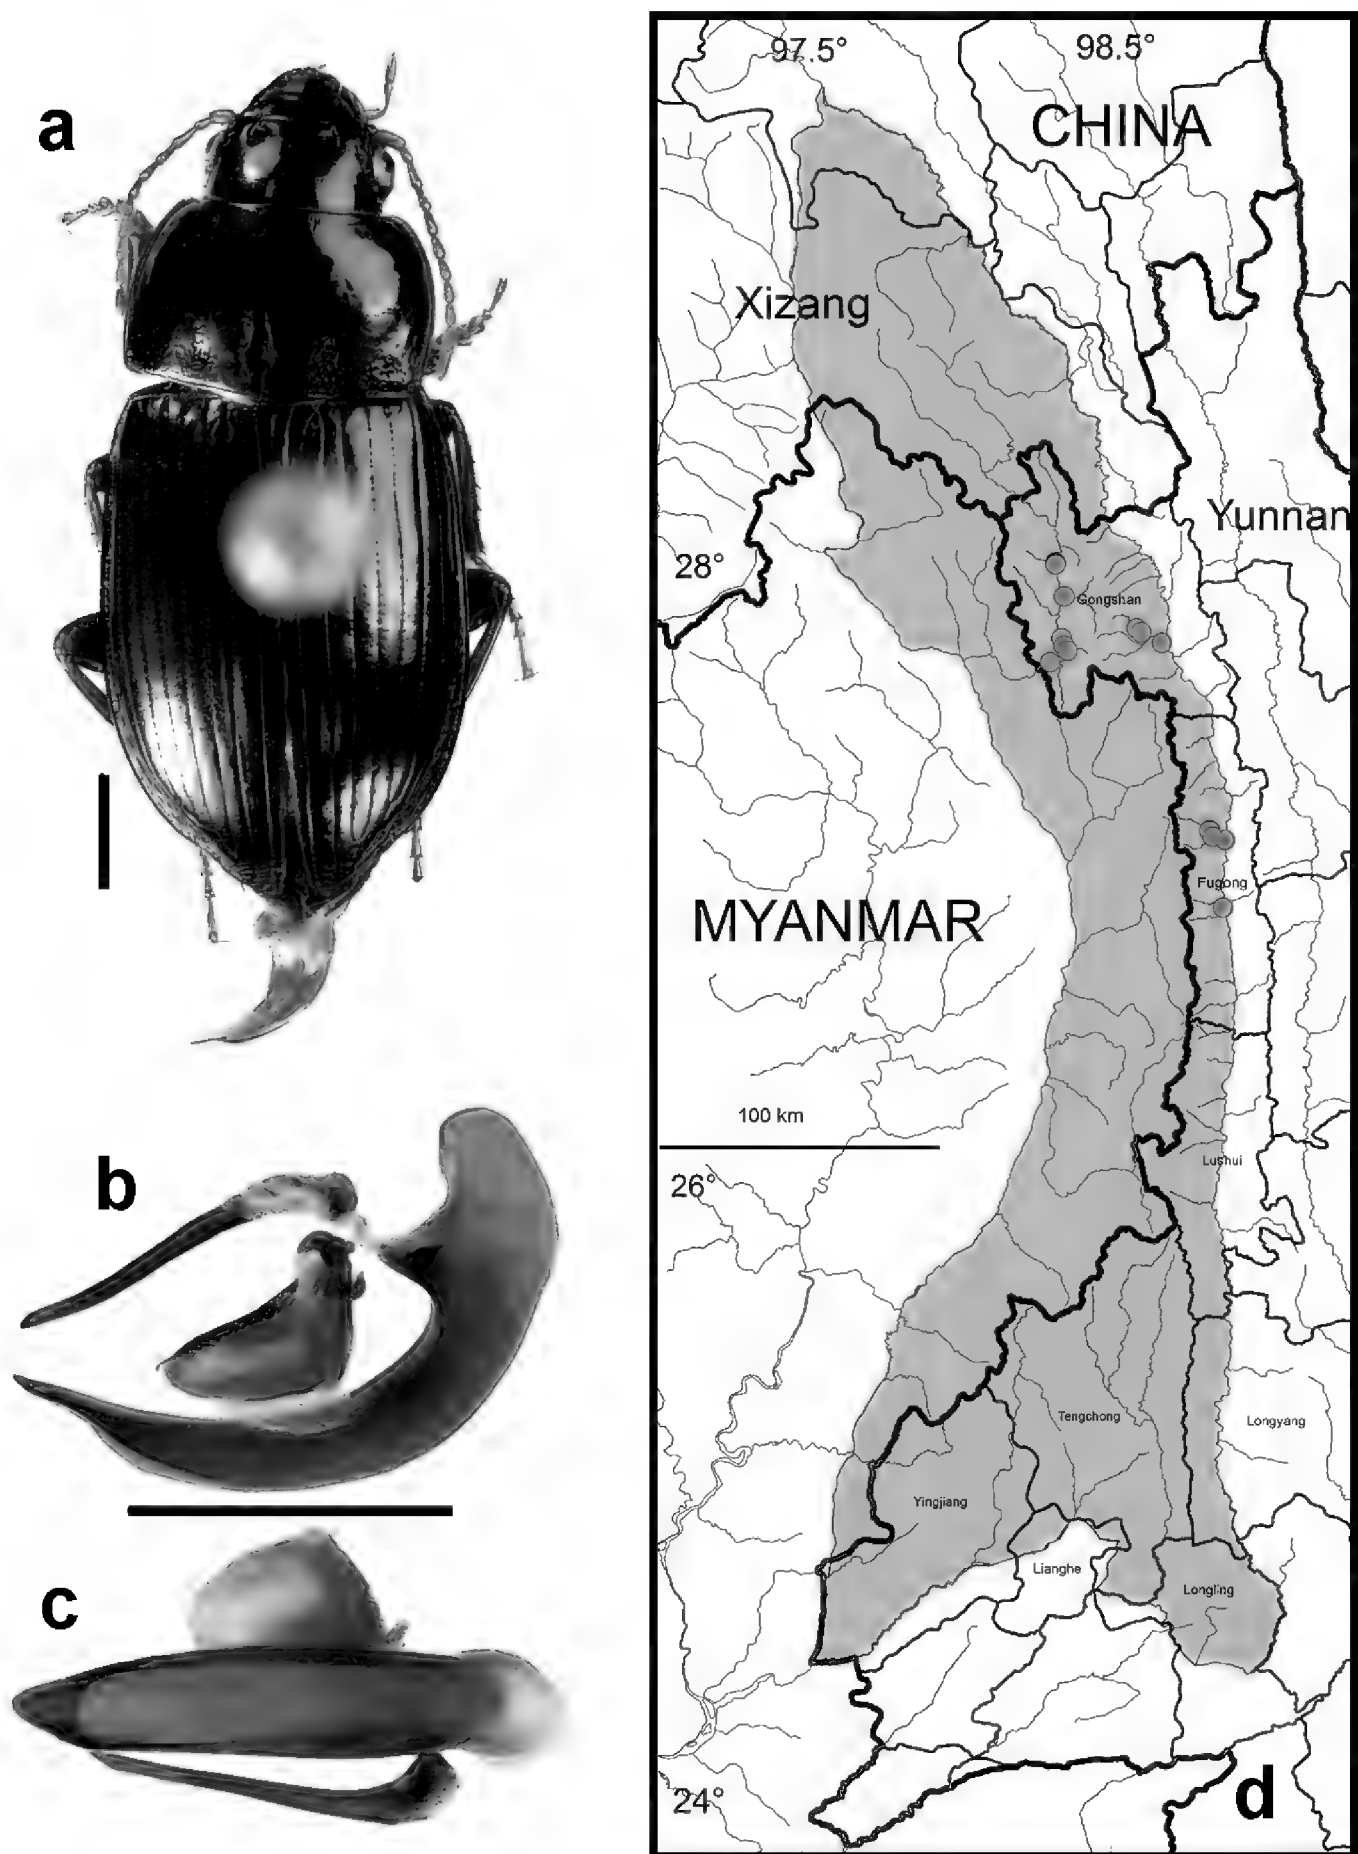 a
b
c
97.5°
98.5°
CHINA
Xizang
Yunnan
28°
Gongshan
Fugong
MYANMAR
100 km
26°
Lushui
Tengchong
Longyang
Yingjiang
Lianghe
Longling
24°
d